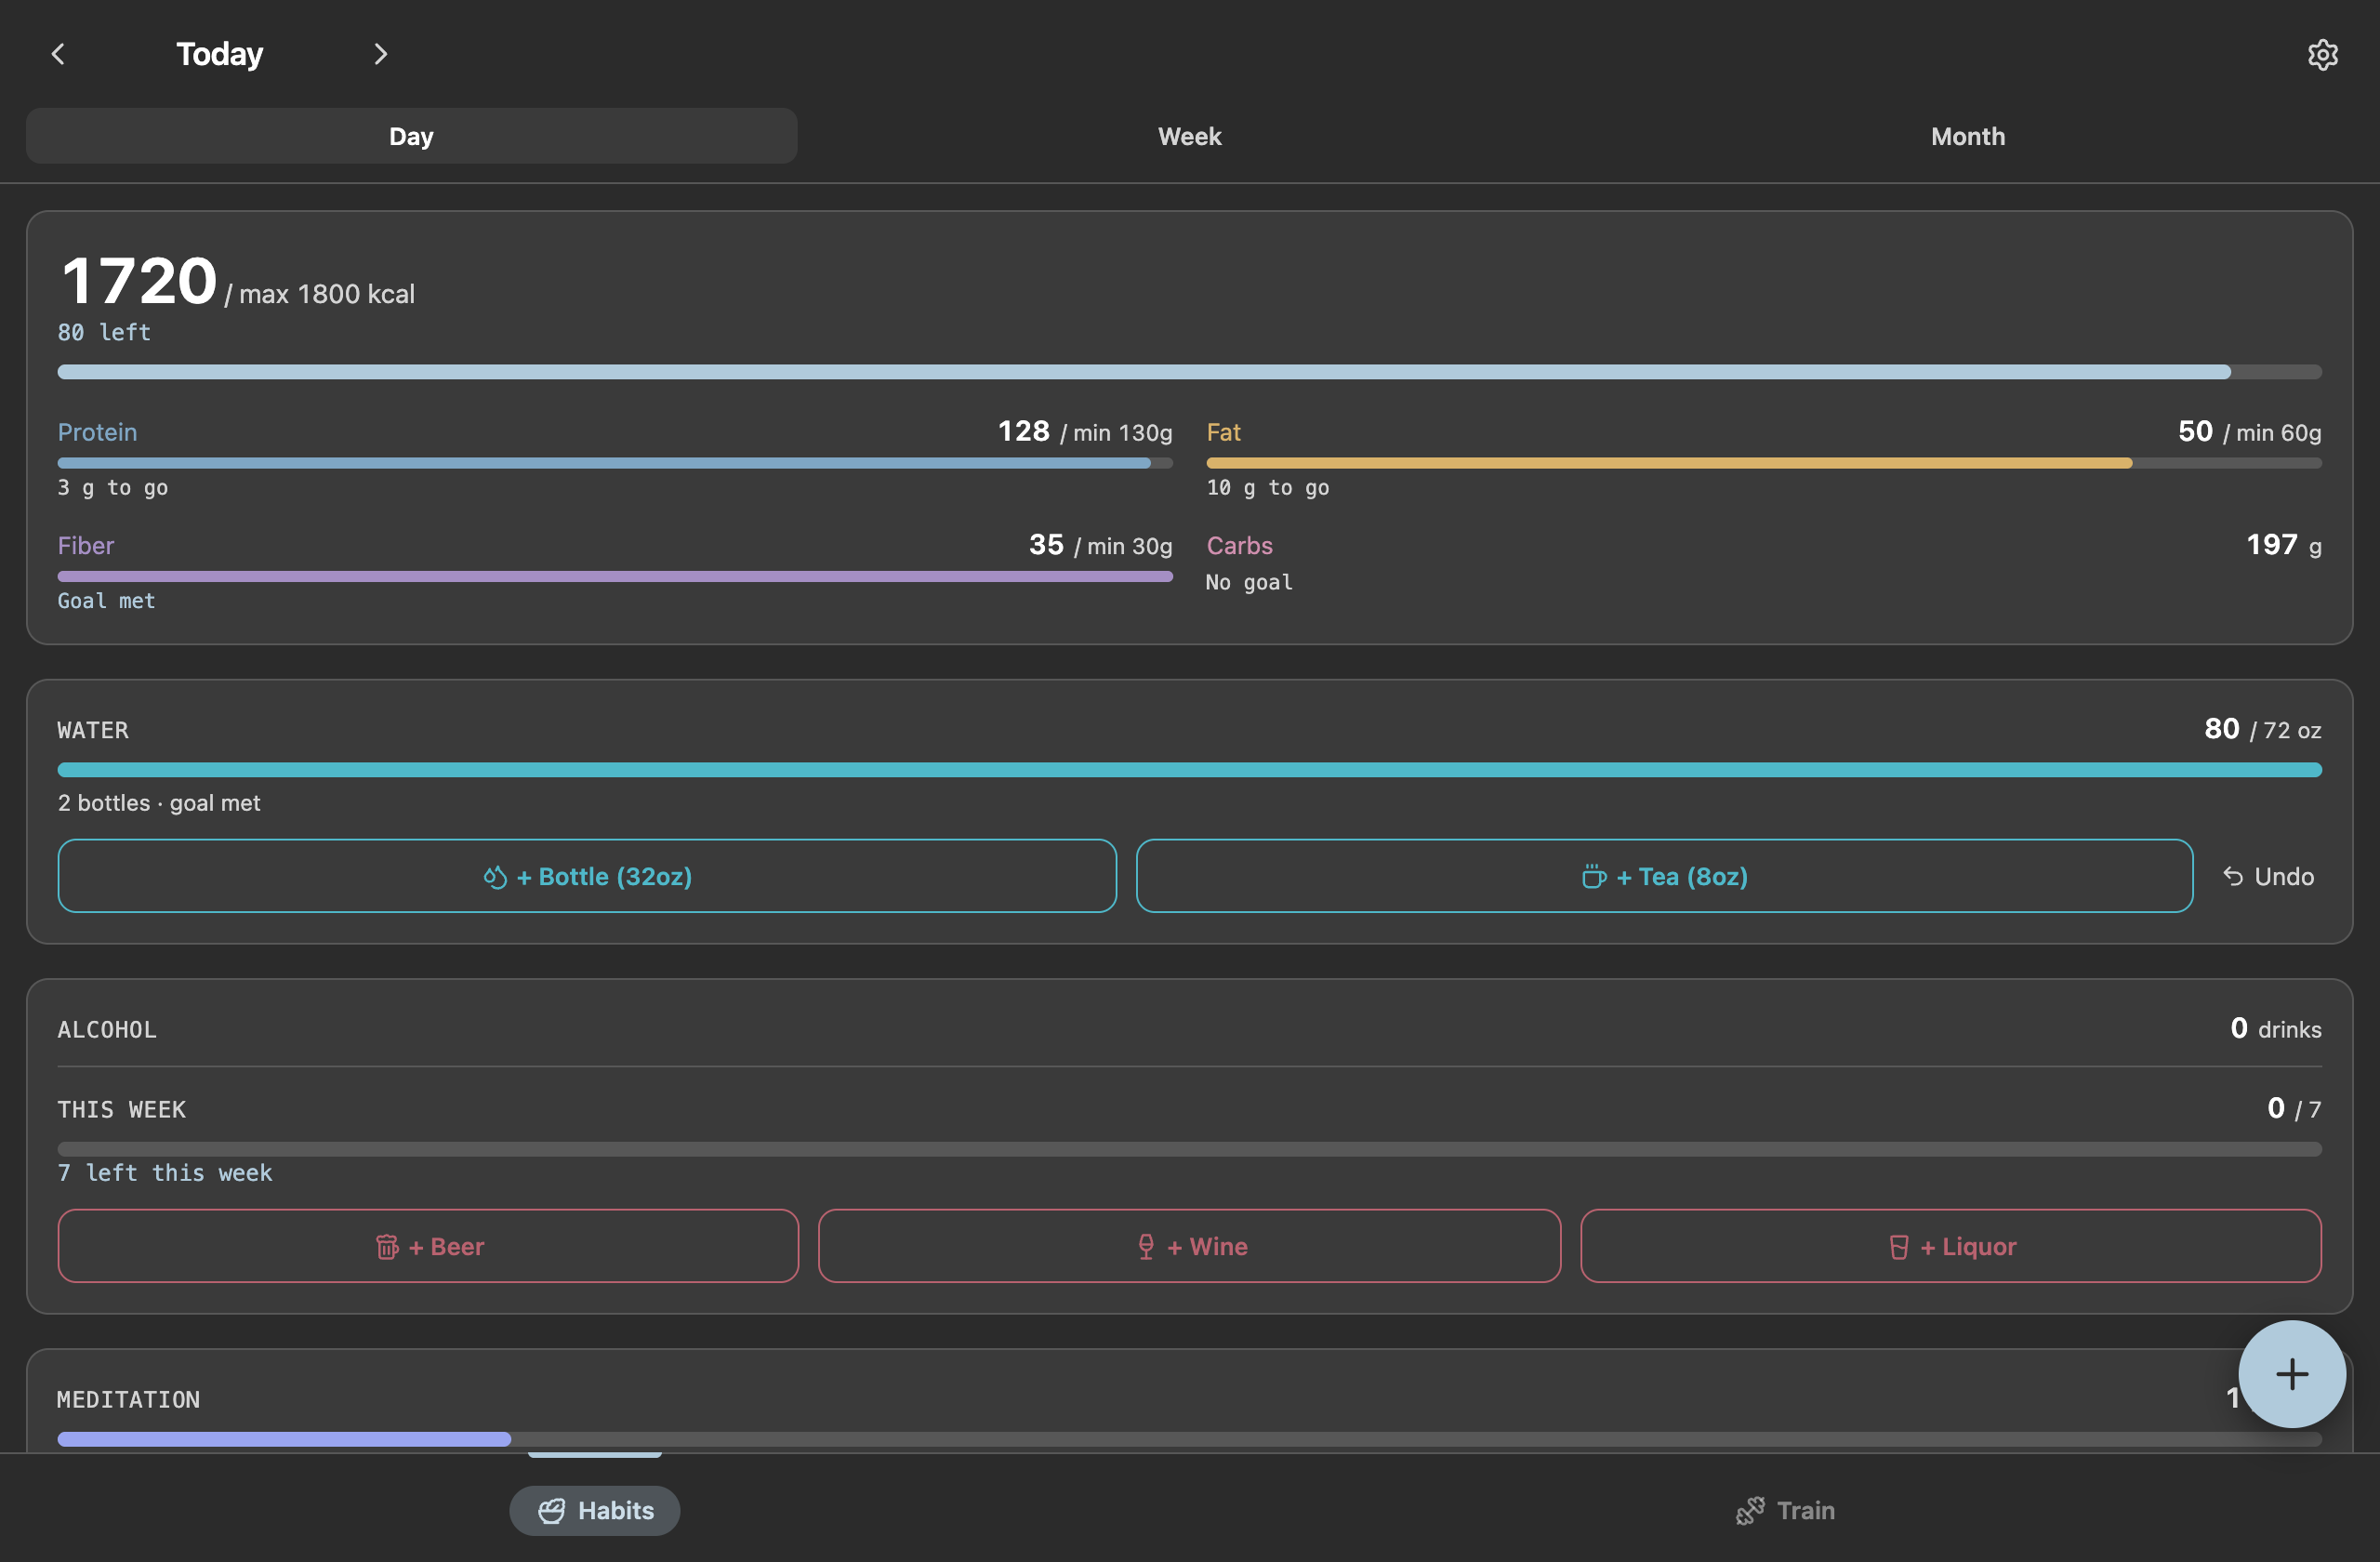 Today
Day Week Month
1720 / max 1800 kcal
80 left
Protein 128 / min 130g
3 g to go
Fat 50 / min 60g
10 g to go
Fiber 35 / min 30g
Goal met
Carbs 197 g
No goal
WATER 80 / 72 oz
2 bottles · goal met
+ Bottle (32oz) + Tea (8oz) Undo
ALCOHOL 0 drinks
THIS WEEK 0 / 7
7 left this week
+ Beer + Wine + Liquor
MEDITATION
Habits Train